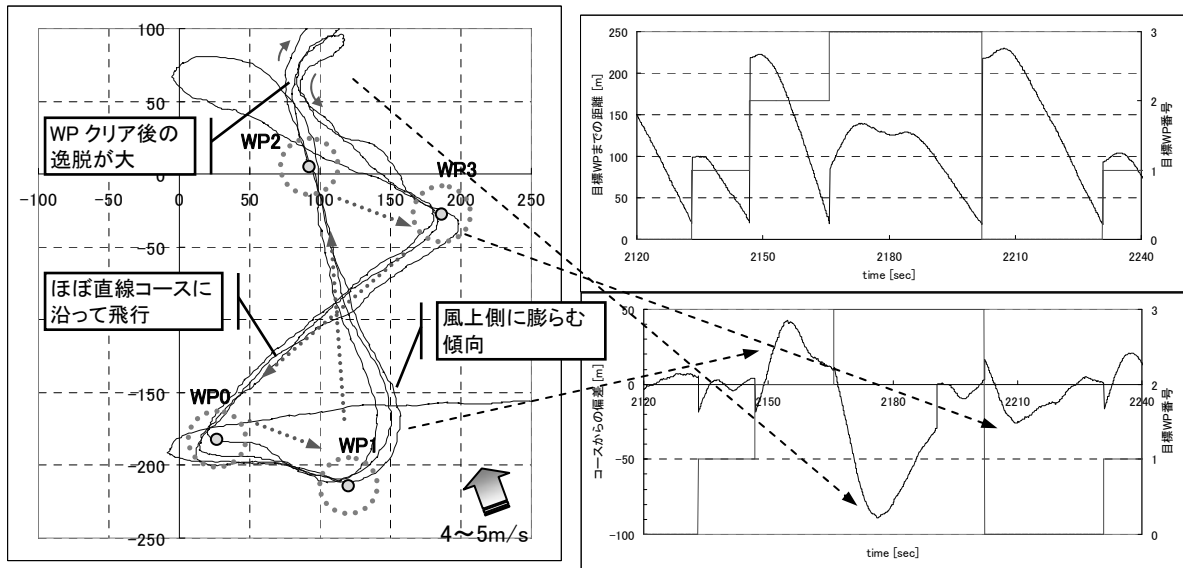 100
50
0
-50
-150
-200
-250
-100
-50
0
50
100
150
200
250
WP クリア後の
逸脱が大
WP2
WP3
ほぼ直線コースに
沿って飛行
風上側に膨らむ
傾向
WP0
WP1
4～5m/s
目標WPまでの距離 [m]
250
200
150
100
50
0
3
2
1
0
目標WP番号
2120
2150
2180
2210
2240
time [sec]
コースからの偏差 [m]
50
0
-50
-100
3
2
1
0
目標WP番号
2120
2150
2180
2210
2240
time [sec]